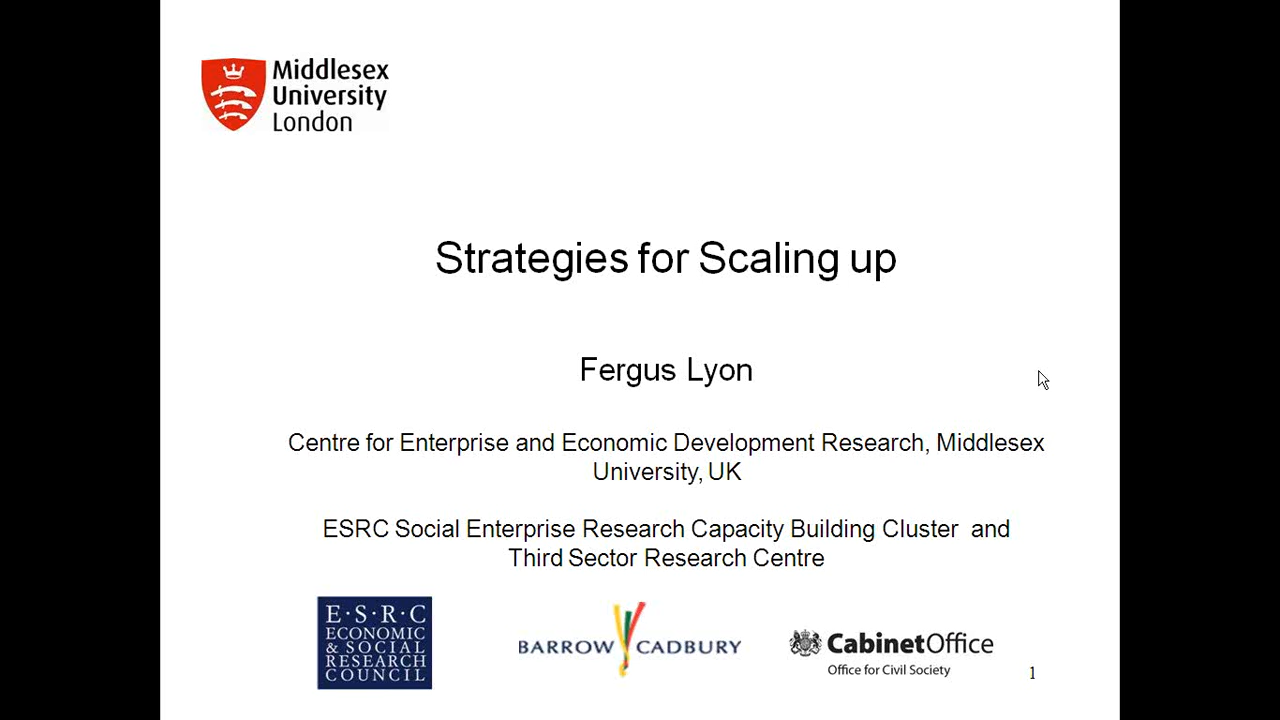 Middlesex
University
London
Strategies for Scaling up
Fergus Lyon
Centre for Enterprise and Economic Development Research, Middlesex
University, UK
ESRC Social Enterprise Research Capacity Building Cluster and
Third Sector Research Centre
E·S·R·C
ECONOMIC
& SOCIAL
RESEARCH
COUNCIL
BARROW CADBURY
CabinetOffice
Office for Civil Society
1